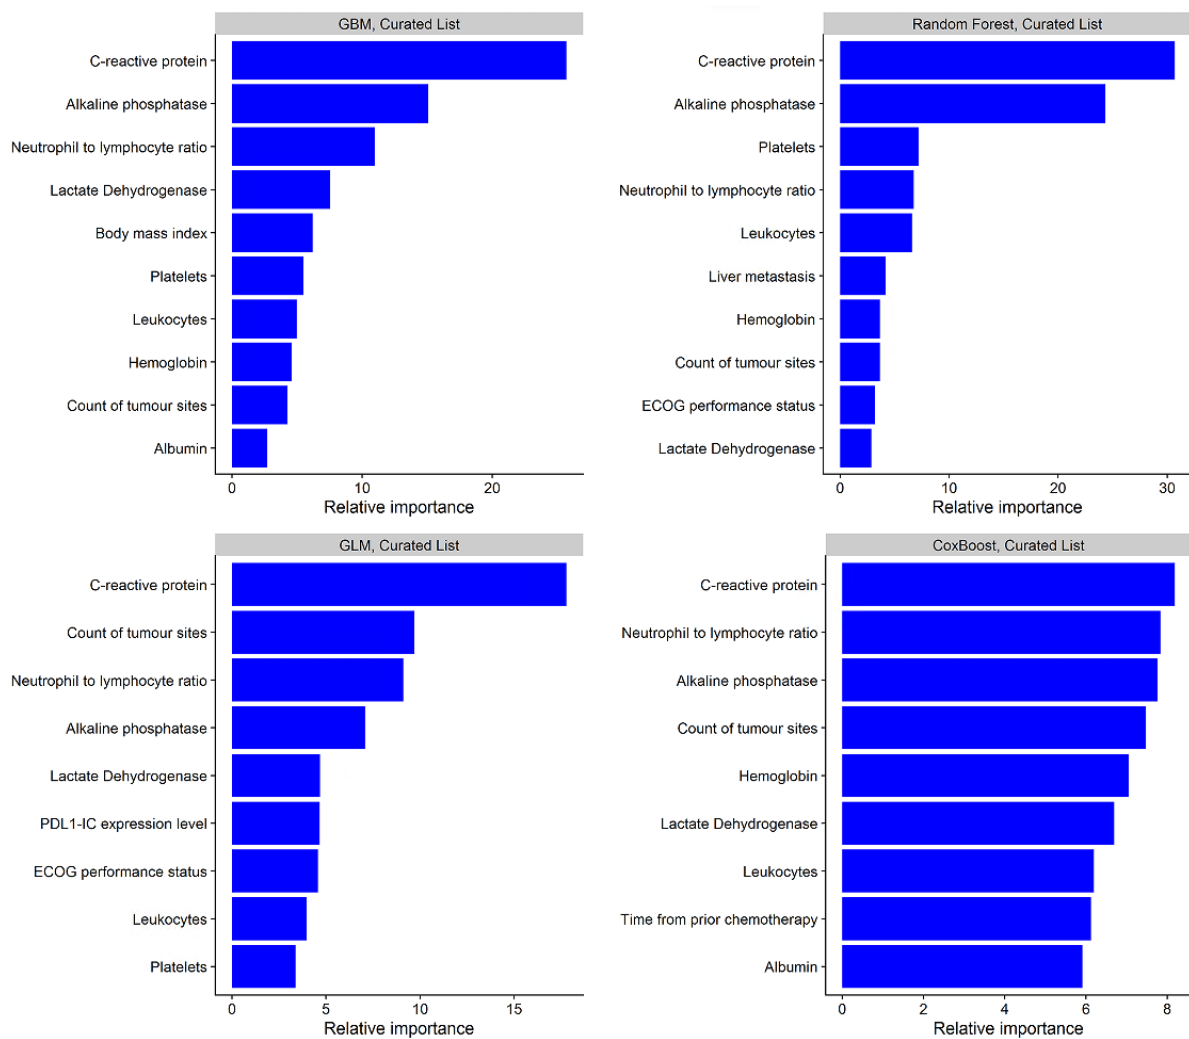 GBM, Curated List
C-reactive protein
Alkaline phosphatase
Neutrophil to lymphocyte ratio
Lactate Dehydrogenase
Body mass index
Platelets
Leukocytes
Hemoglobin
Count of tumour sites
Albumin
0 10 20
Relative importance
Random Forest, Curated List
C-reactive protein
Alkaline phosphatase
Platelets
Neutrophil to lymphocyte ratio
Leukocytes
Liver metastasis
Hemoglobin
Count of tumour sites
ECOG performance status
Lactate Dehydrogenase
0 10 20 30
Relative importance
GLM, Curated List
C-reactive protein
Count of tumour sites
Neutrophil to lymphocyte ratio
Alkaline phosphatase
Lactate Dehydrogenase
PDL1-IC expression level
ECOG performance status
Leukocytes
Platelets
0 5 10 15
Relative importance
CoxBoost, Curated List
C-reactive protein
Neutrophil to lymphocyte ratio
Alkaline phosphatase
Count of tumour sites
Hemoglobin
Lactate Dehydrogenase
Leukocytes
Time from prior chemotherapy
Albumin
0 2 4 6 8
Relative importance